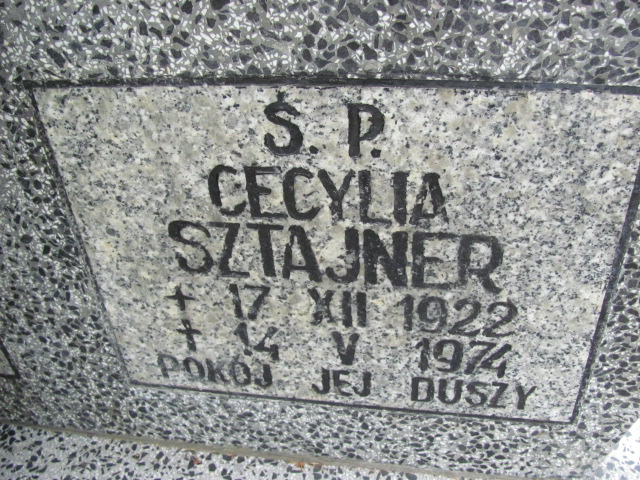 Ś. P.
CECYLIA
SZTAJNER
+ 17 XII 1922
† 14 V 1974
POKÓJ JEJ DUSZY